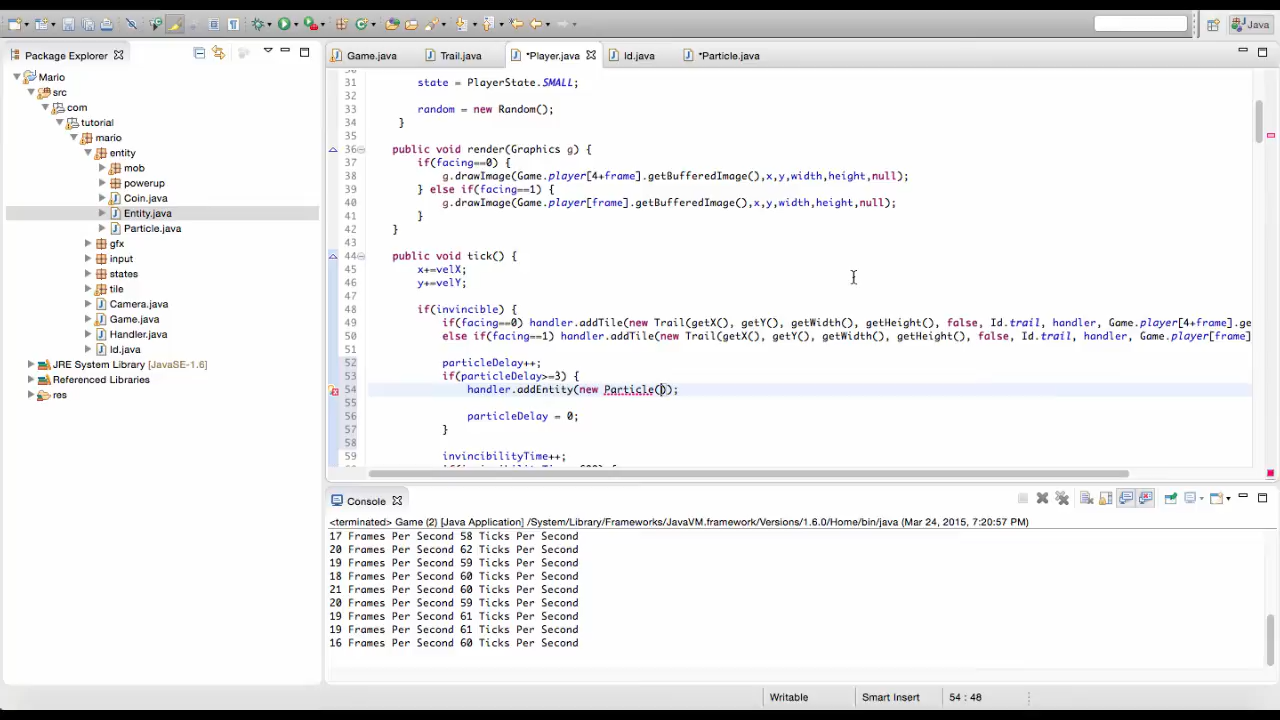 Java
Package Explorer
Game.java
Trail.java
*Player.java
Id.java
*Particle.java
Mario
src
com
tutorial
mario
entity
mob
powerup
Coin.java
Entity.java
Particle.java
gfx
input
states
tile
Camera.java
Game.java
Handler.java
Id.java
JRE System Library [JavaSE-1.6]
Referenced Libraries
res
31 state = PlayerState.SMALL;
32
33 random = new Random();
34 }
35
36 public void render(Graphics g) {
37 if(facing==0) {
38 g.drawImage(Game.player[4+frame].getBufferedImage(),x,y,width,height,null);
39 } else if(facing==1) {
40 g.drawImage(Game.player[frame].getBufferedImage(),x,y,width,height,null);
41 }
42 }
43
44 public void tick() {
45 x+=velX;
46 y+=velY;
47
48 if(invincible) {
49 if(facing==0) handler.addTile(new Trail(getX(), getY(), getWidth(), getHeight(), false, Id.trail, handler, Game.player[4+frame].ge
50 else if(facing==1) handler.addTile(new Trail(getX(), getY(), getWidth(), getHeight(), false, Id.trail, handler, Game.player[frame]
51
52 particleDelay++;
53 if(particleDelay>=3) {
54 handler.addEntity(new Particle());
55
56 particleDelay = 0;
57 }
58
59 invincibilityTime++;
Console
<terminated> Game (2) [Java Application] /System/Library/Frameworks/JavaVM.framework/Versions/1.6.0/Home/bin/java (Mar 24, 2015, 7:20:57 PM)
17 Frames Per Second 58 Ticks Per Second
20 Frames Per Second 62 Ticks Per Second
19 Frames Per Second 59 Ticks Per Second
18 Frames Per Second 60 Ticks Per Second
21 Frames Per Second 60 Ticks Per Second
20 Frames Per Second 59 Ticks Per Second
19 Frames Per Second 61 Ticks Per Second
19 Frames Per Second 61 Ticks Per Second
16 Frames Per Second 60 Ticks Per Second
Writable
Smart Insert
54 : 48